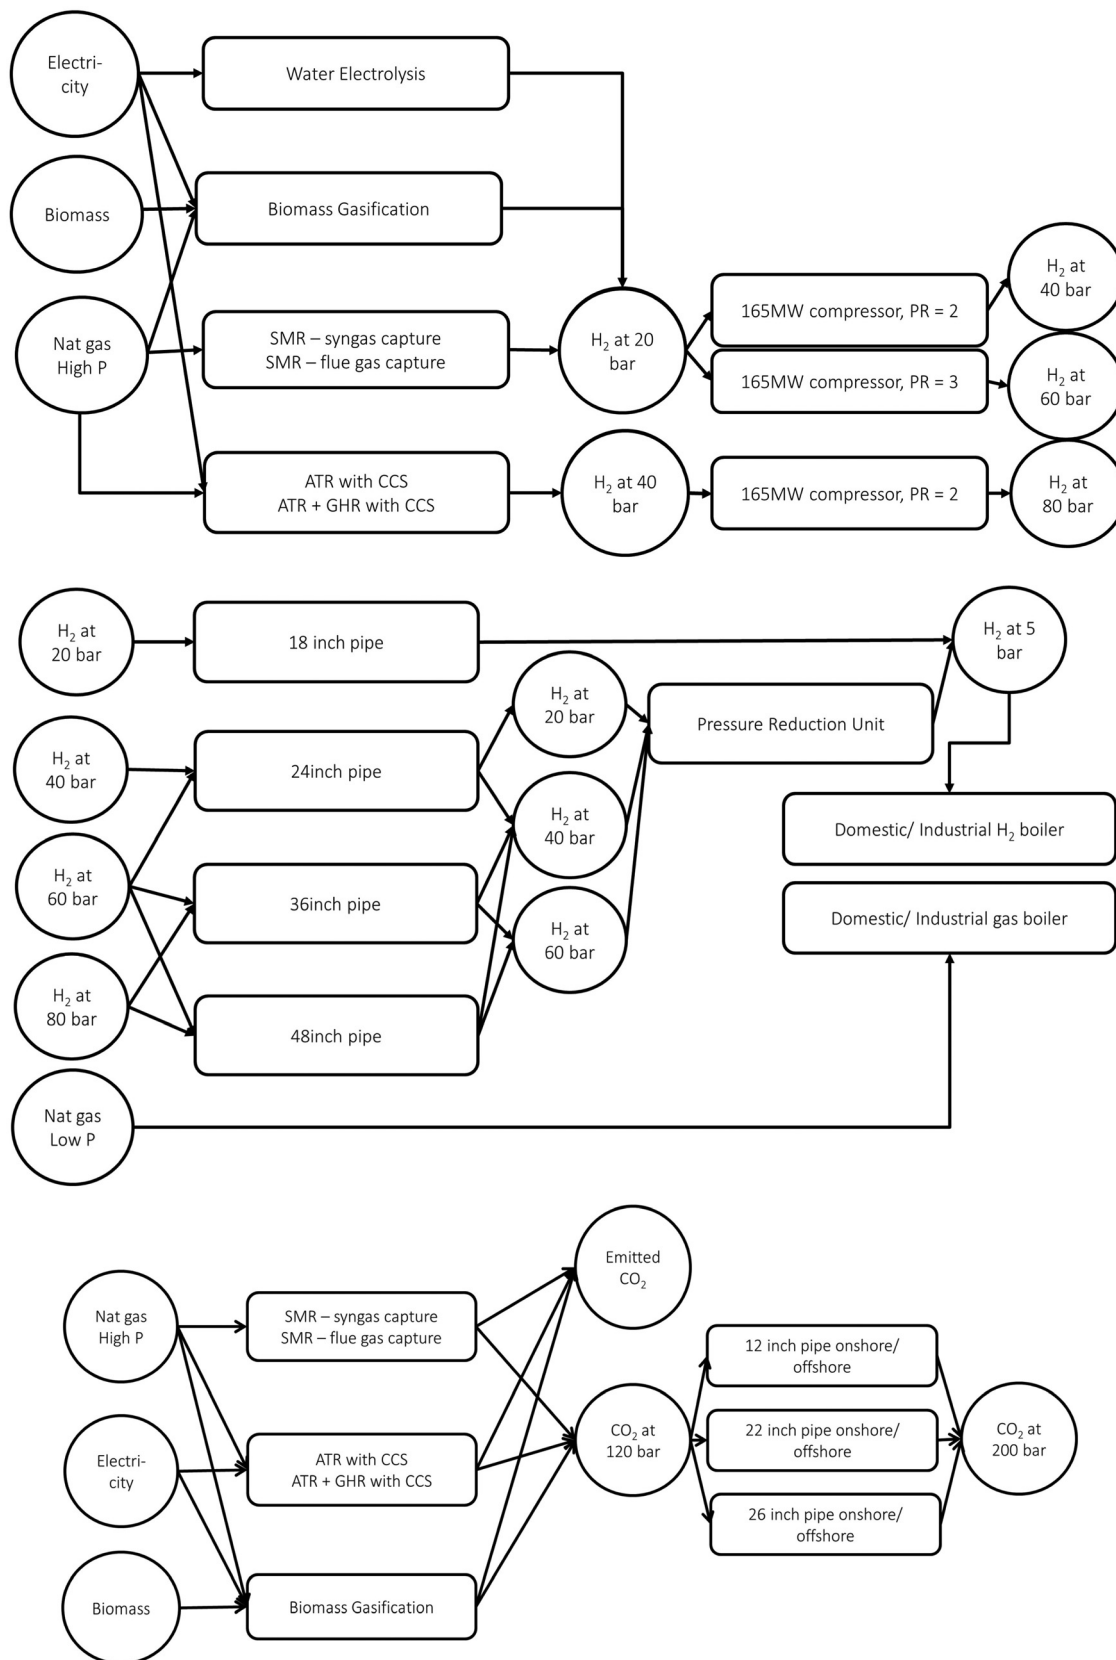 Electri-
city
Water Electrolysis
Biomass
Biomass Gasification
Nat gas
High P
SMR – syngas capture
SMR – flue gas capture
H₂ at 20
bar
165MW compressor, PR = 2
H₂ at
40 bar
165MW compressor, PR = 3
H₂ at
60 bar
ATR with CCS
ATR + GHR with CCS
H₂ at 40
bar
165MW compressor, PR = 2
H₂ at
80 bar
H₂ at
20 bar
18 inch pipe
H₂ at 5
bar
H₂ at
20 bar
Pressure Reduction Unit
H₂ at
40 bar
24inch pipe
H₂ at
40 bar
Domestic/ Industrial H₂ boiler
H₂ at
60 bar
36inch pipe
H₂ at
60 bar
Domestic/ Industrial gas boiler
H₂ at
80 bar
48inch pipe
Nat gas
Low P
Emitted
CO₂
Nat gas
High P
SMR – syngas capture
SMR – flue gas capture
12 inch pipe onshore/
offshore
Electri-
city
ATR with CCS
ATR + GHR with CCS
CO₂ at
120 bar
22 inch pipe onshore/
offshore
CO₂ at
200 bar
26 inch pipe onshore/
offshore
Biomass
Biomass Gasification